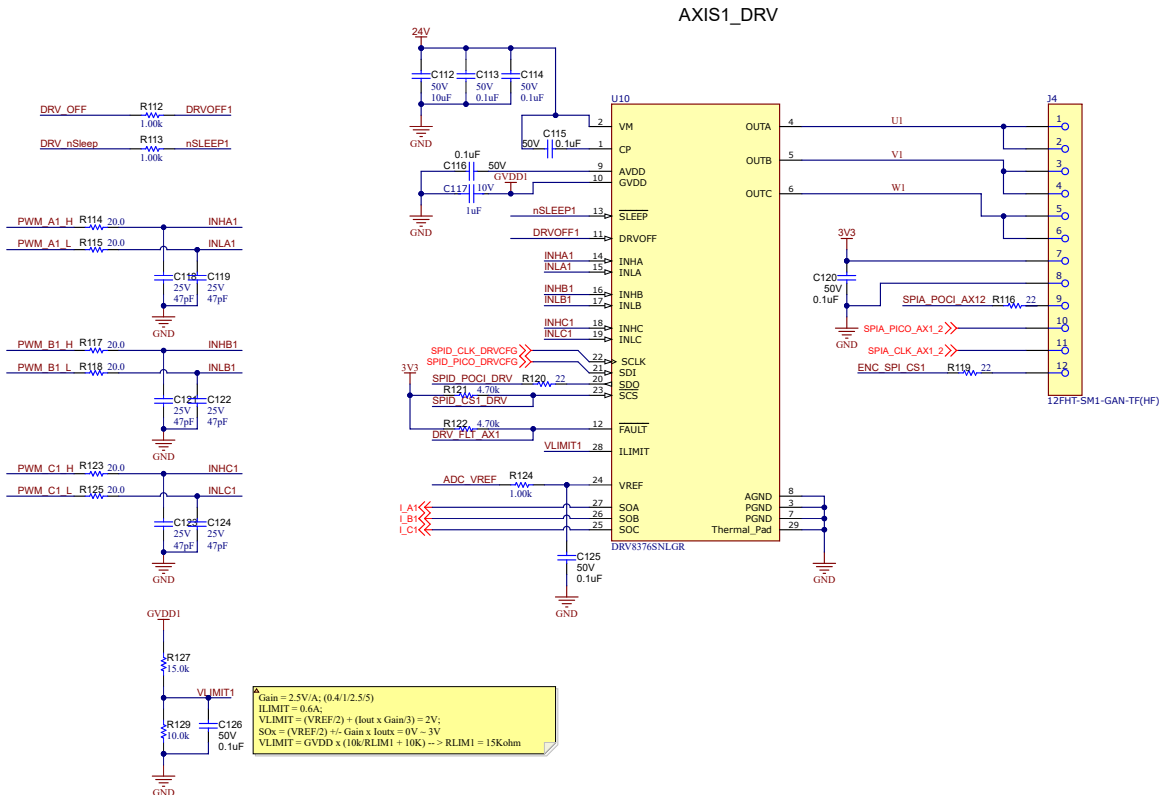 AXIS1_DRV
24V
C112
50V
10uF
C113
50V
0.1uF
C114
50V
0.1uF
GND
DRV_OFF
R112
1.00k
DRVOFF1
DRV_nSleep
R113
1.00k
nSLEEP1
C115
50V
0.1uF
0.1uF
C116
50V
GVDD1
C117
10V
1uF
GND
nSLEEP1
DRVOFF1
INHA1
INLA1
INHB1
INLB1
INHC1
INLC1
SPID_CLK_DRVCFG
SPID_PICO_DRVCFG
3V3
SPID_POCI_DRV
R120
22
R121
4.70k
SPID_CS1_DRV
R122
4.70k
DRV_FLT_AX1
VLIMIT1
ADC_VREF
R124
1.00k
I_A1
I_B1
I_C1
C125
50V
0.1uF
GND
U10
2
VM
1
CP
9
AVDD
10
GVDD
13
SLEEP
11
DRVOFF
14
INHA
15
INLA
16
INHB
17
INLB
18
INHC
19
INLC
22
SCLK
21
SDI
20
SDO
23
SCS
12
FAULT
28
ILIMIT
24
VREF
27
SOA
26
SOB
25
SOC
OUTA
4
OUTB
5
OUTC
6
AGND
8
PGND
3
PGND
7
Thermal_Pad
29
DRV8376SNLGR
GND
U1
V1
W1
J4
1
2
3
4
5
6
7
8
9
10
11
12
12FHT-SM1-GAN-TF(HF)
3V3
C120
50V
0.1uF
GND
SPIA_POCI_AX12
R116
22
SPIA_PICO_AX1_2
SPIA_CLK_AX1_2
ENC_SPI_CS1
R119
22
PWM_A1_H
R114
20.0
INHA1
PWM_A1_L
R115
20.0
INLA1
C118
25V
47pF
C119
25V
47pF
GND
PWM_B1_H
R117
20.0
INHB1
PWM_B1_L
R118
20.0
INLB1
C121
25V
47pF
C122
25V
47pF
GND
PWM_C1_H
R123
20.0
INHC1
PWM_C1_L
R125
20.0
INLC1
C123
25V
47pF
C124
25V
47pF
GND
GVDD1
R127
15.0k
VLIMIT1
R129
10.0k
C126
50V
0.1uF
GND
Gain = 2.5V/A; (0.4/1/2.5/5)
ILIMIT = 0.6A;
VLIMIT = (VREF/2) + (Iout x Gain/3) = 2V;
SOx = (VREF/2) +/- Gain x Ioutx = 0V ~ 3V
VLIMIT = GVDD x (10k/RLIM1 + 10K) -- > RLIM1 = 15Kohm